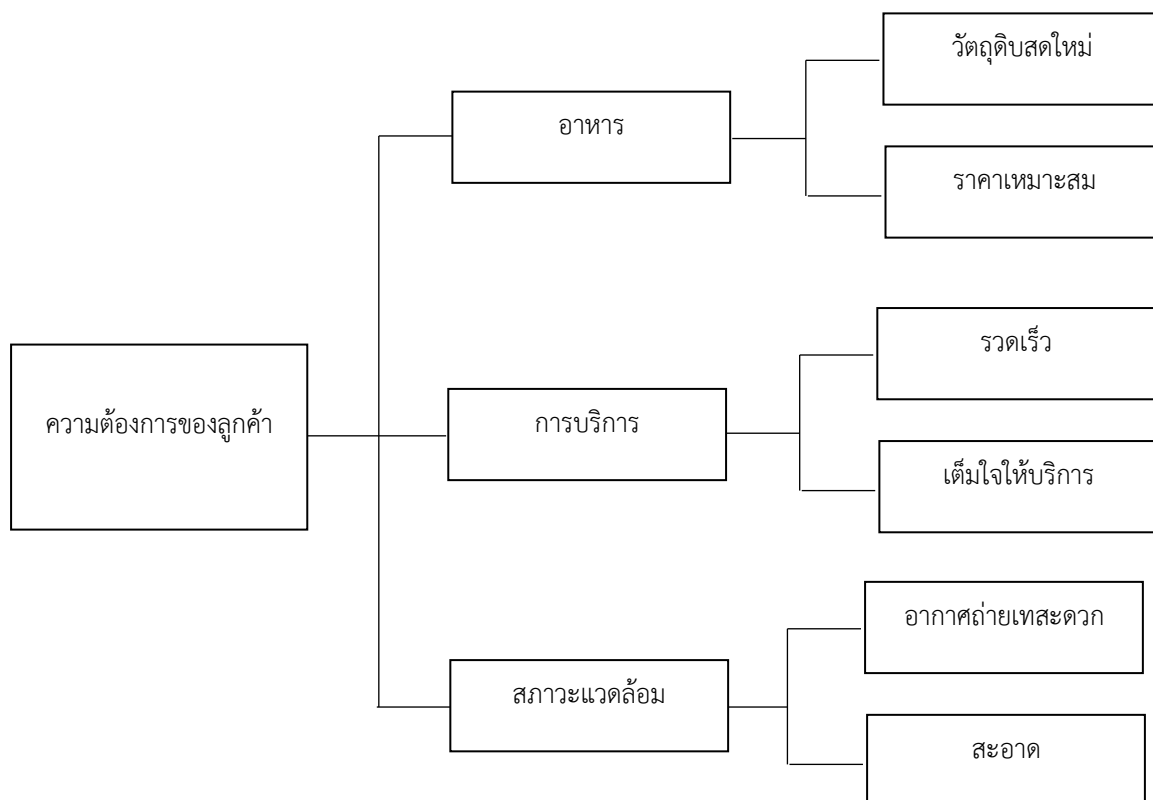 ความต้องการของลูกค้า
อาหาร
วัตถุดิบสดใหม่
ราคาเหมาะสม
การบริการ
รวดเร็ว
เต็มใจให้บริการ
สภาวะแวดล้อม
อากาศถ่ายเทสะดวก
สะอาด